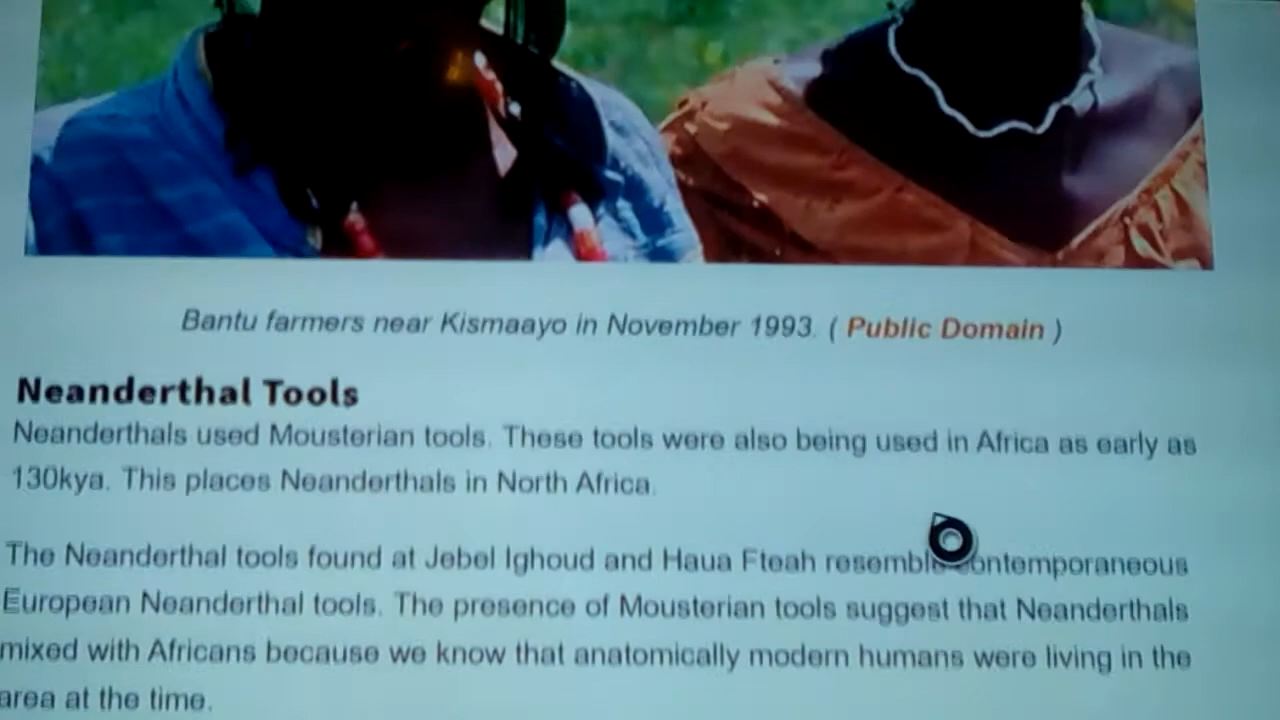 Bantu farmers near Kismaayo in November 1993. ( Public Domain )
Neanderthal Tools
Neanderthals used Mousterian tools. These tools were also being used in Africa as early as
130kya. This places Neanderthals in North Africa.
The Neanderthal tools found at Jebel Ighoud and Haua Fteah resemble contemporaneous
European Neanderthal tools. The presence of Mousterian tools suggest that Neanderthals
mixed with Africans because we know that anatomically modern humans were living in the
area at the time.